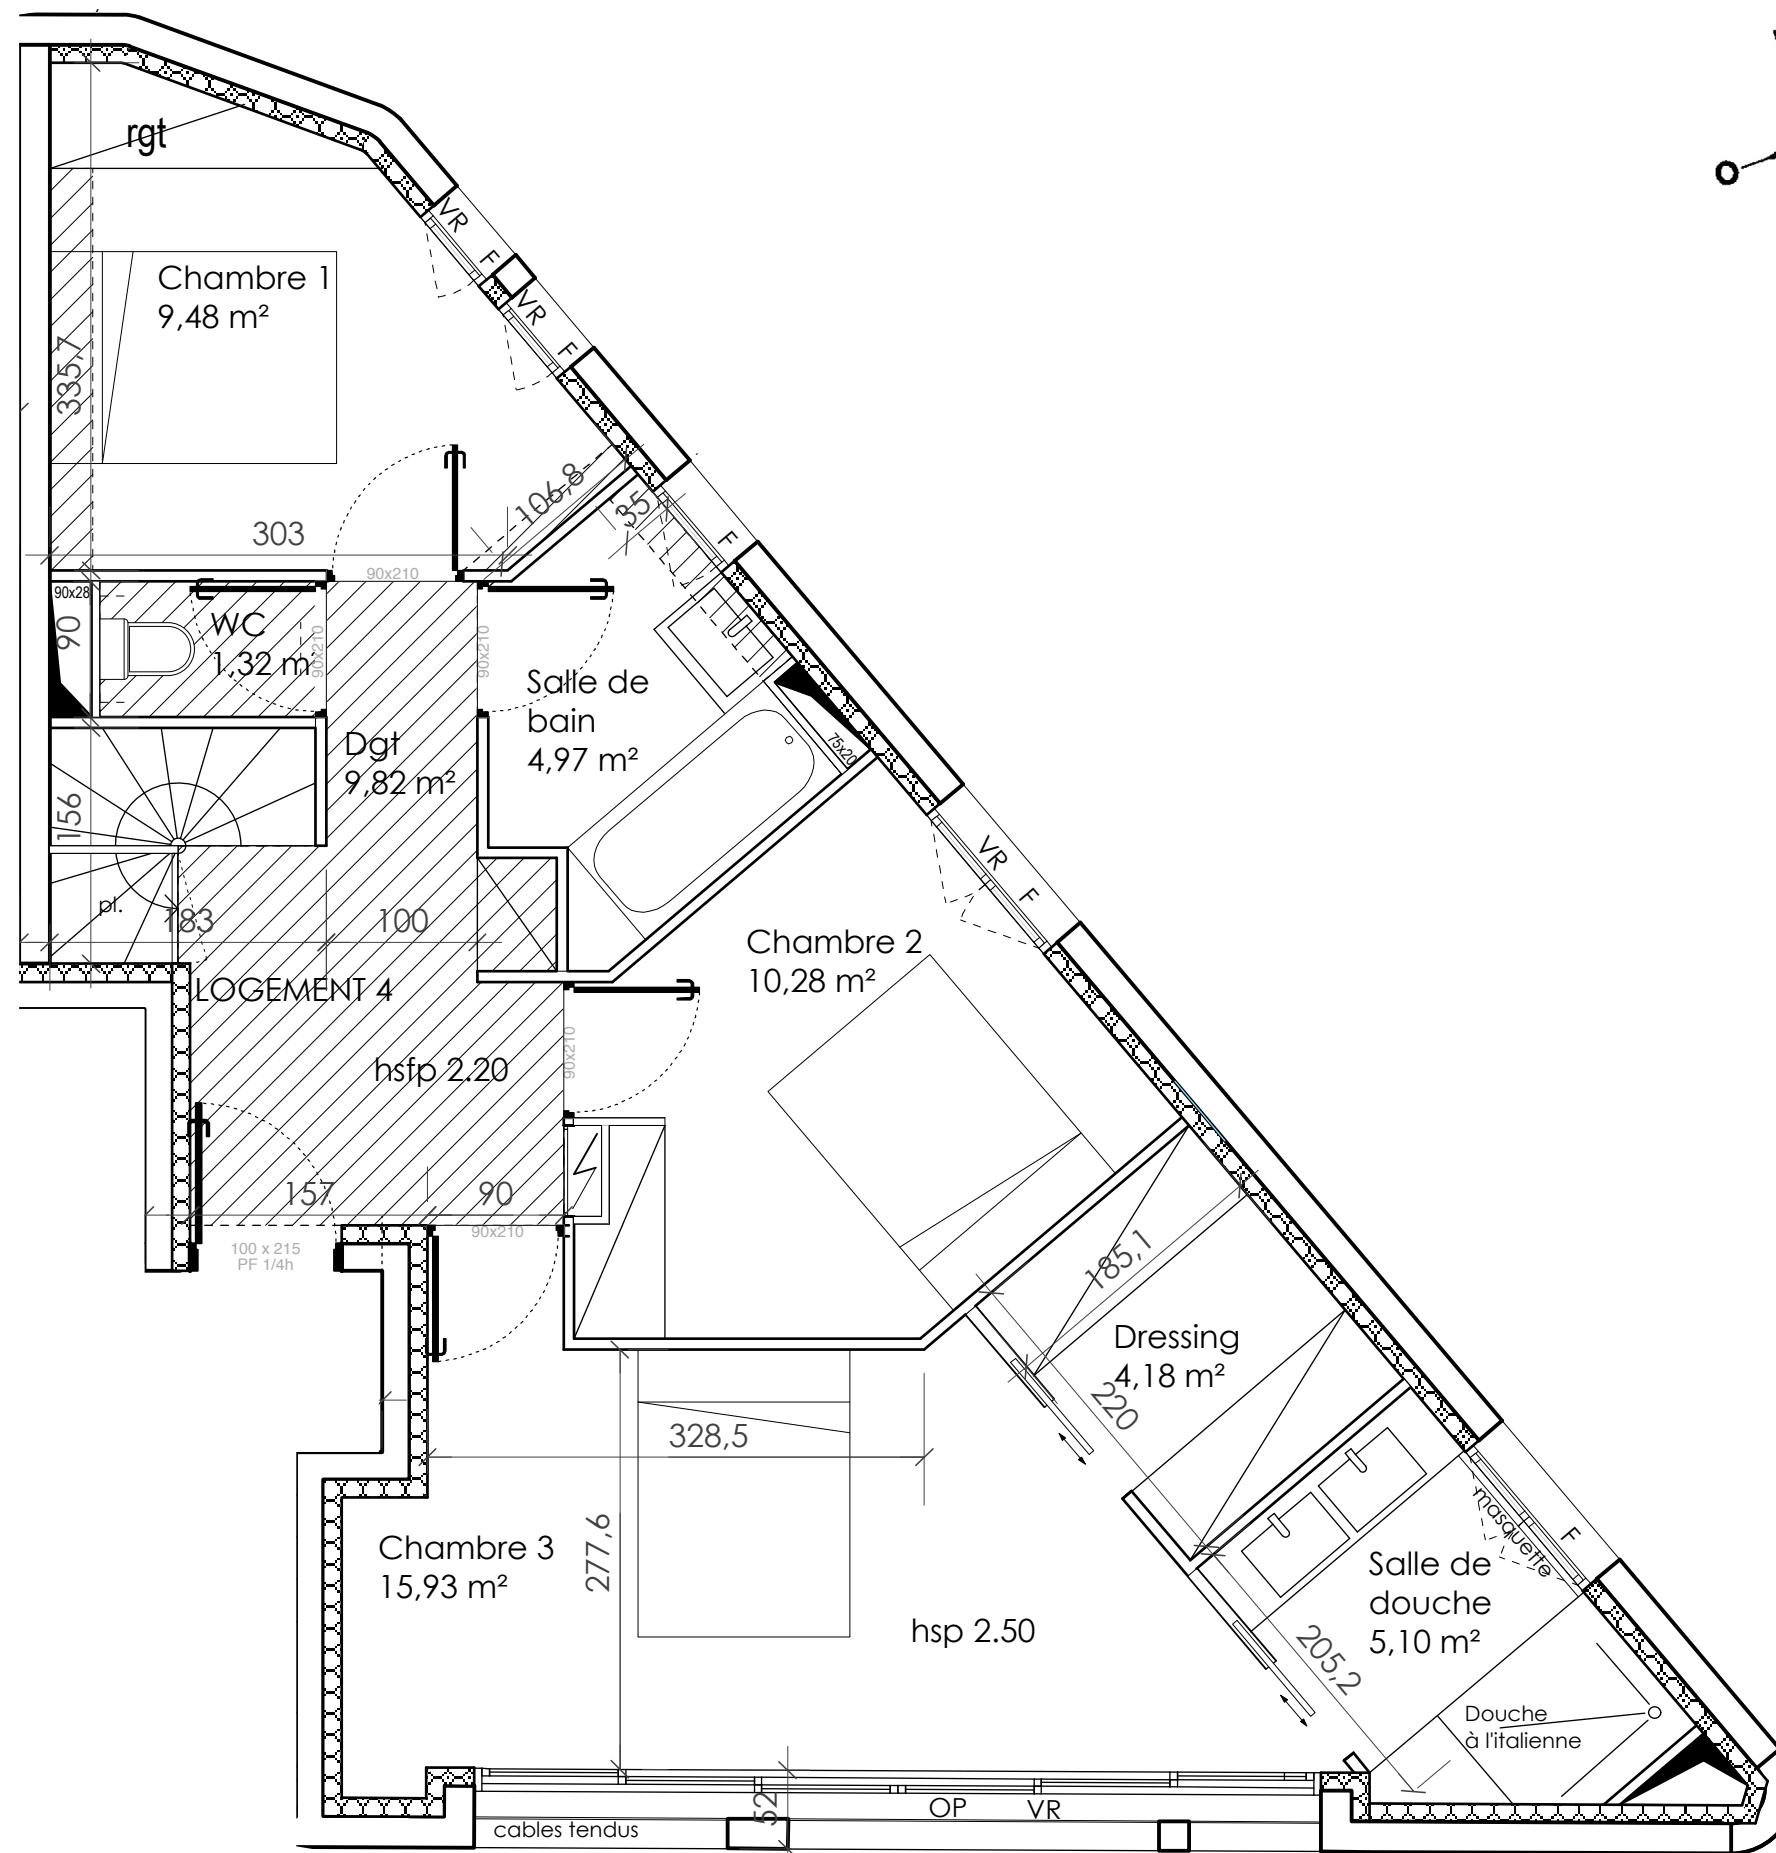 rgt
VR
F
VR
F
Chambre 1
9,48 m²
335,7
106,8
35
F
303
90x210
90x28
90
WC
1,32 m
90x210
90x210
Salle de
bain
4,97 m²
75x20
Dgt
9,82 m²
156
pl.
183
100
VR
F
Chambre 2
10,28 m²
LOGEMENT 4
hsfp 2.20
90x210
157
90
90x210
100 x 215
PF 1/4h
185,1
Dressing
4,18 m²
220
328,5
277,6
Chambre 3
15,93 m²
hsp 2.50
masquette
F
Salle de
douche
5,10 m²
205,2
Douche
à l'italienne
52
OP
VR
cables tendus